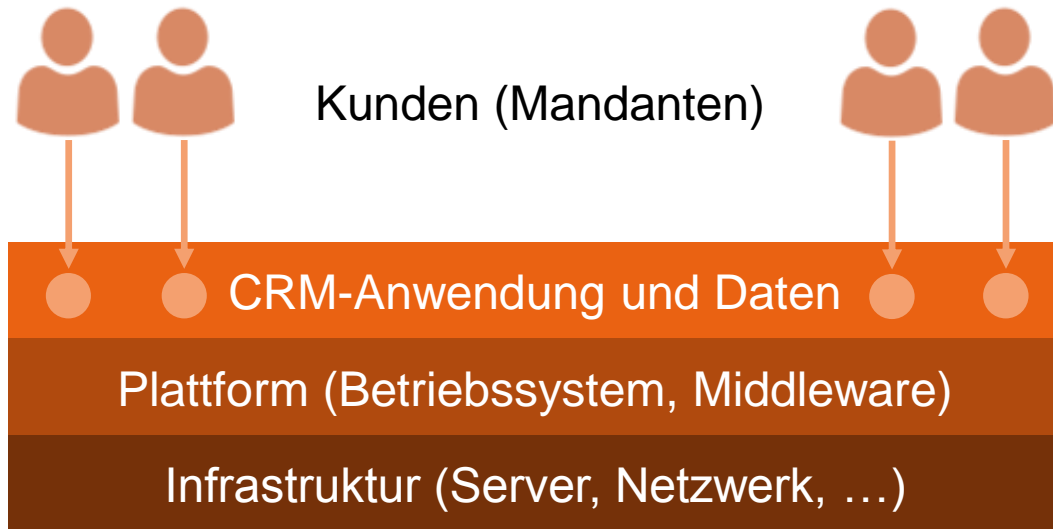 Kunden (Mandanten)
CRM-Anwendung und Daten
Plattform (Betriebssystem, Middleware)
Infrastruktur (Server, Netzwerk, …)